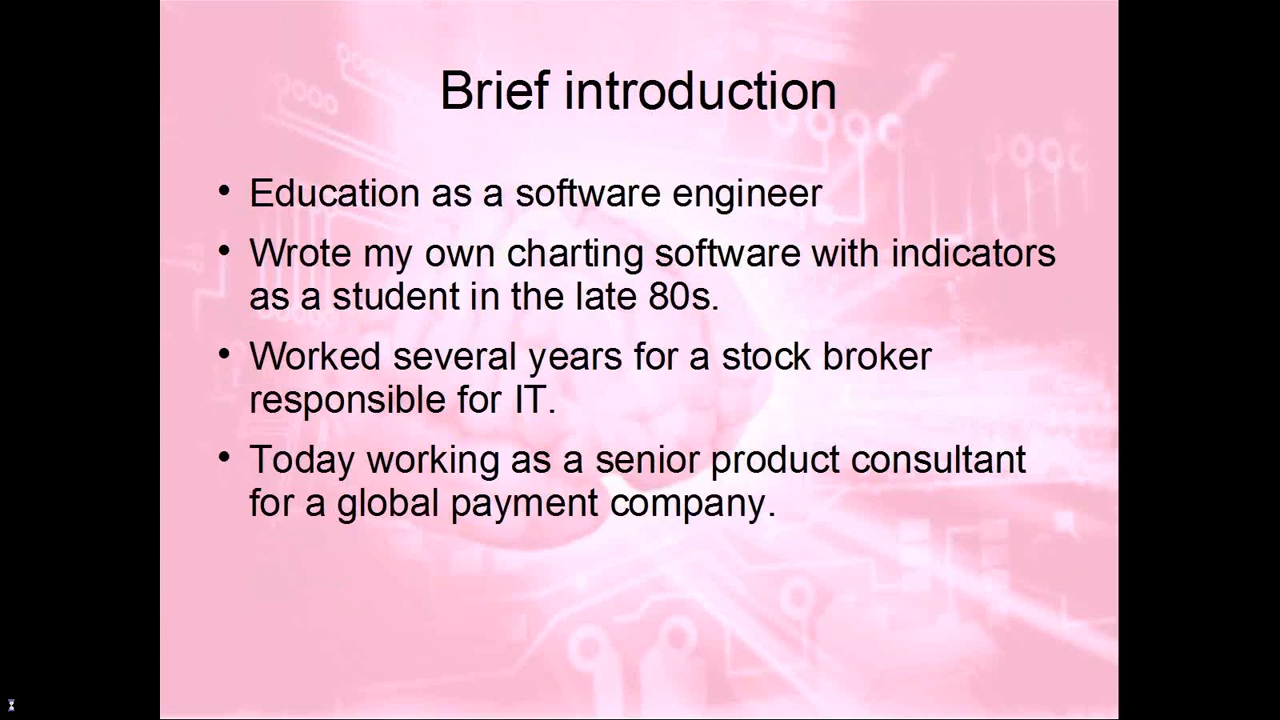 Brief introduction
• Education as a software engineer
• Wrote my own charting software with indicators
as a student in the late 80s.
• Worked several years for a stock broker
responsible for IT.
• Today working as a senior product consultant
for a global payment company.